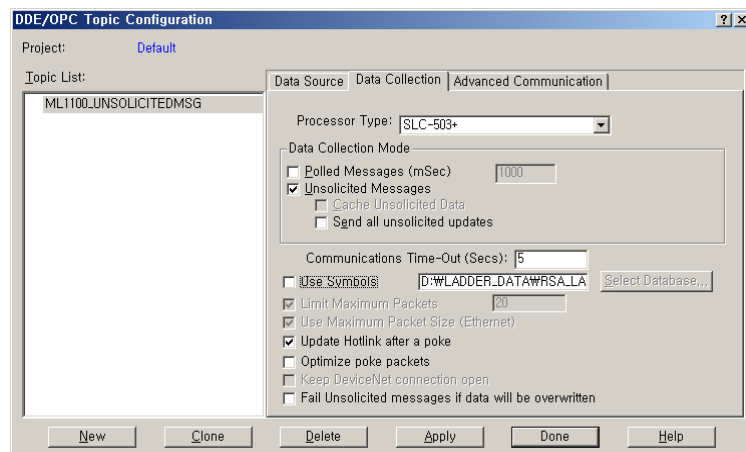 DDE/OPC Topic Configuration
Project: Default
Topic List:
ML1100_UNSOLICITEDMSG
Data Source Data Collection Advanced Communication
Processor Type: SLC-503+
Data Collection Mode
Polled Messages (mSec) 1000
Unsolicited Messages
Cache Unsolicited Data
Send all unsolicited updates
Communications Time-Out (Secs): 5
Use Symbols D:₩LADDER_DATA₩RSA_LA Select Database...
Limit Maximum Packets 20
Use Maximum Packet Size (Ethernet)
Update Hotlink after a poke
Optimize poke packets
Keep DeviceNet connection open
Fail Unsolicited messages if data will be overwritten
New Clone Delete Apply Done Help